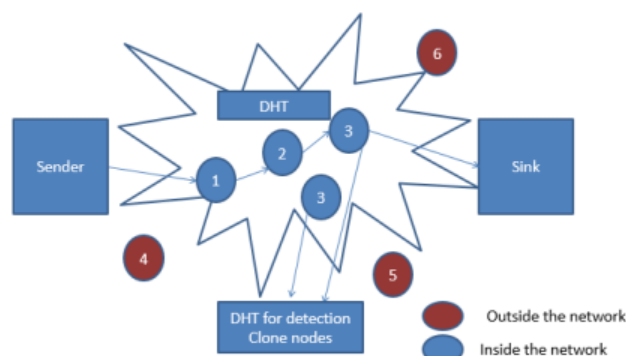 6
DHT
3
2
Sender
Sink
1
3
4
5
DHT for detection
Clone nodes
Outside the network
Inside the network